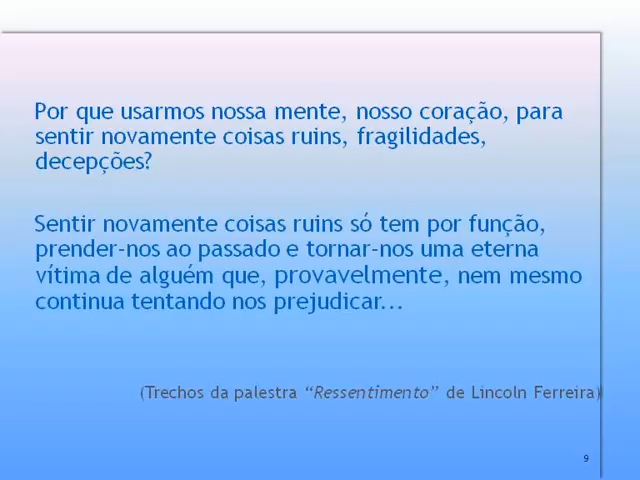 Por que usarmos nossa mente, nosso coração, para
sentir novamente coisas ruins, fragilidades,
decepções?
Sentir novamente coisas ruins só tem por função,
prender-nos ao passado e tornar-nos uma eterna
vítima de alguém que, provavelmente, nem mesmo
continua tentando nos prejudicar...
(Trechos da palestra “Ressentimento” de Lincoln Ferreira)
9